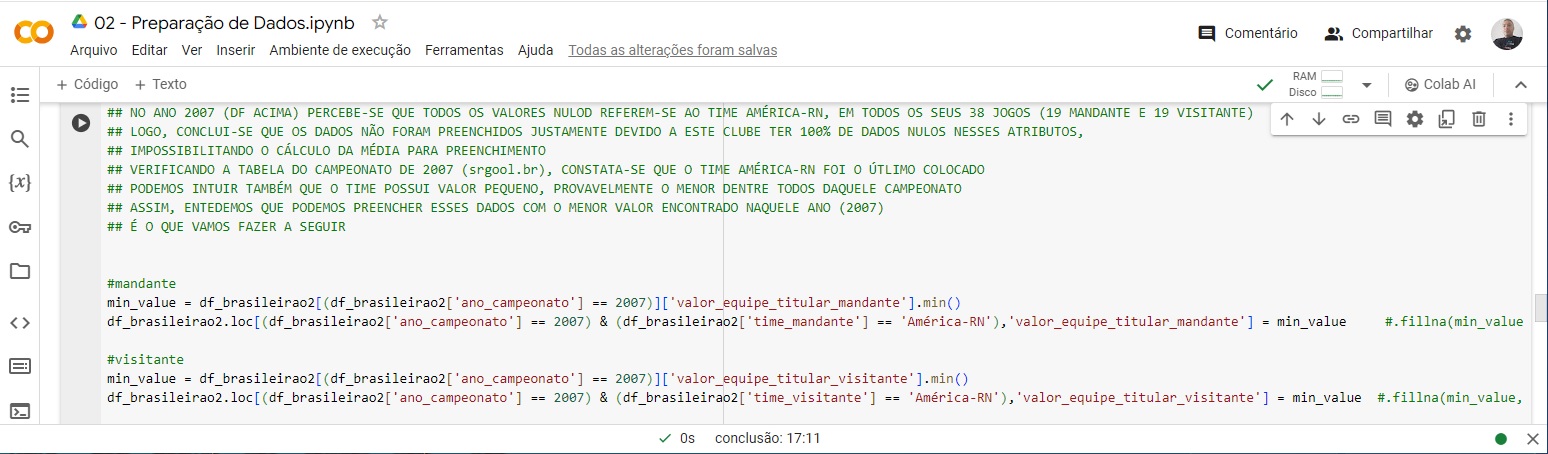 02 - Preparação de Dados.ipynb
Arquivo Editar Ver Inserir Ambiente de execução Ferramentas Ajuda Todas as alterações foram salvas
Comentário Compartilhar
+ Código + Texto
RAM
Disco
Colab AI
## NO ANO 2007 (DF ACIMA) PERCEBE-SE QUE TODOS OS VALORES NULOD REFEREM-SE AO TIME AMÉRICA-RN, EM TODOS OS SEUS 38 JOGOS (19 MANDANTE E 19 VISITANTE)
## LOGO, CONCLUI-SE QUE OS DADOS NÃO FORAM PREENCHIDOS JUSTAMENTE DEVIDO A ESTE CLUBE TER 100% DE DADOS NULOS NESSES ATRIBUTOS,
## IMPOSSIBILITANDO O CÁLCULO DA MÉDIA PARA PREENCHIMENTO
## VERIFICANDO A TABELA DO CAMPEONATO DE 2007 (srgool.br), CONSTATA-SE QUE O TIME AMÉRICA-RN FOI O ÚTLIMO COLOCADO
## PODEMOS INTUIR TAMBÉM QUE O TIME POSSUI VALOR PEQUENO, PROVAVELMENTE O MENOR DENTRE TODOS DAQUELE CAMPEONATO
## ASSIM, ENTEDEMOS QUE PODEMOS PREENCHER ESSES DADOS COM O MENOR VALOR ENCONTRADO NAQUELE ANO (2007)
## É O QUE VAMOS FAZER A SEGUIR
#mandante
min_value = df_brasileirao2[(df_brasileirao2['ano_campeonato'] == 2007)]['valor_equipe_titular_mandante'].min()
df_brasileirao2.loc[(df_brasileirao2['ano_campeonato'] == 2007) & (df_brasileirao2['time_mandante'] == 'América-RN'),'valor_equipe_titular_mandante'] = min_value #.fillna(min_value
#visitante
min_value = df_brasileirao2[(df_brasileirao2['ano_campeonato'] == 2007)]['valor_equipe_titular_visitante'].min()
df_brasileirao2.loc[(df_brasileirao2['ano_campeonato'] == 2007) & (df_brasileirao2['time_visitante'] == 'América-RN'),'valor_equipe_titular_visitante'] = min_value #.fillna(min_value,
0s conclusão: 17:11